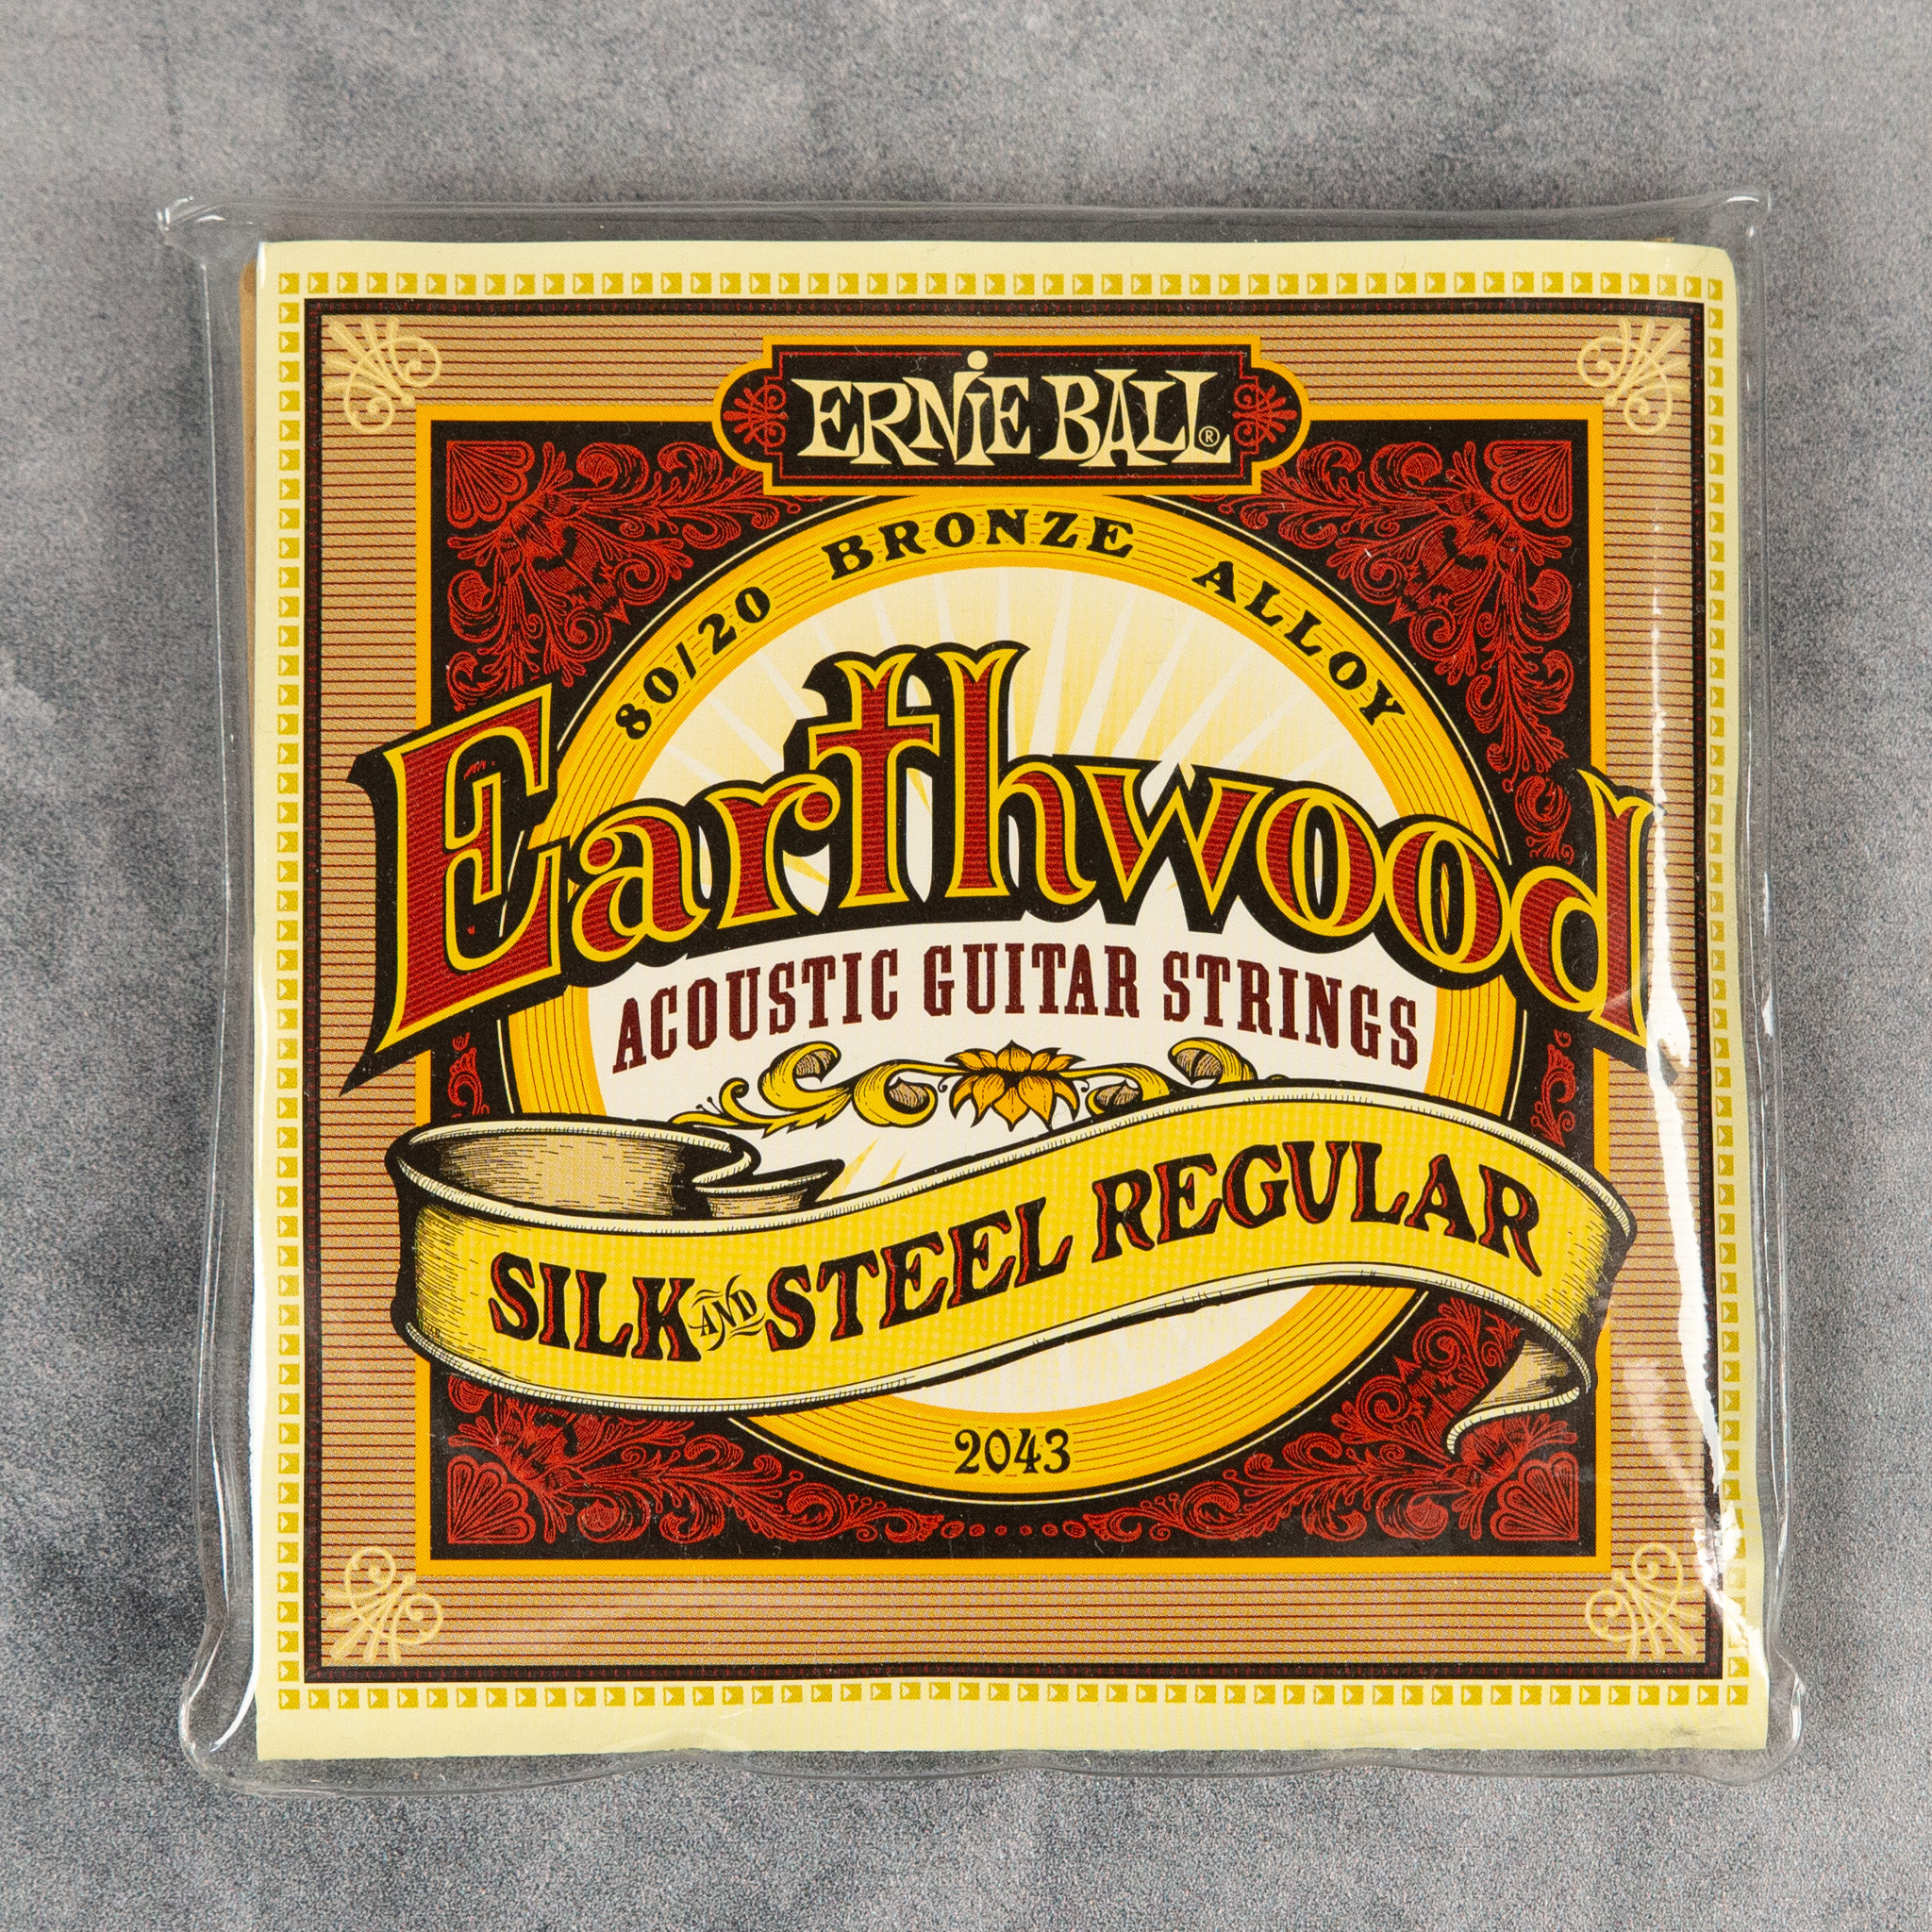 ERNiE BALL®
80/20 BRONZE ALLOY
Earthwood
ACOUSTIC GUITAR STRINGS
SILK AND STEEL REGULAR
2043